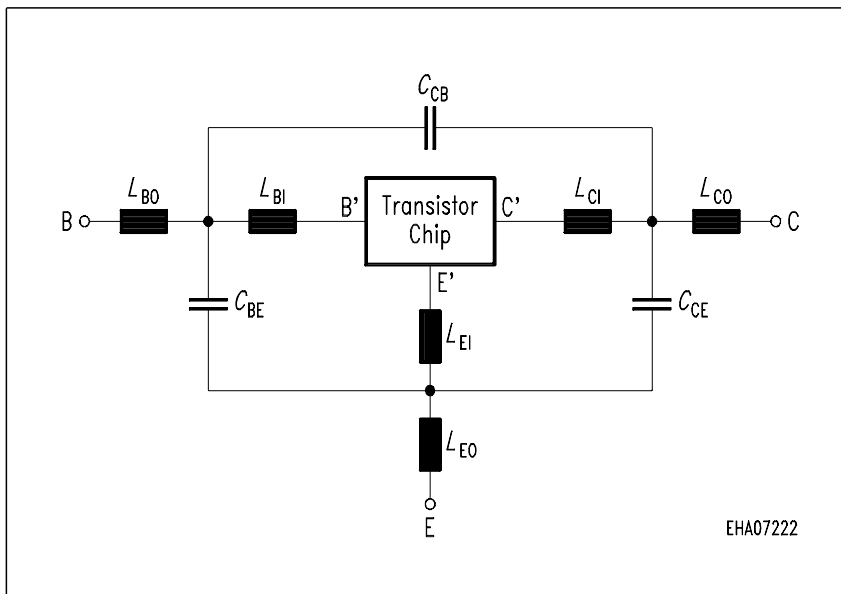 C_CB
L_BO
L_BI
L_CI
L_CO
B
B'
Transistor
Chip
C'
C
E'
C_BE
C_CE
L_EI
L_EO
E
EHA07222